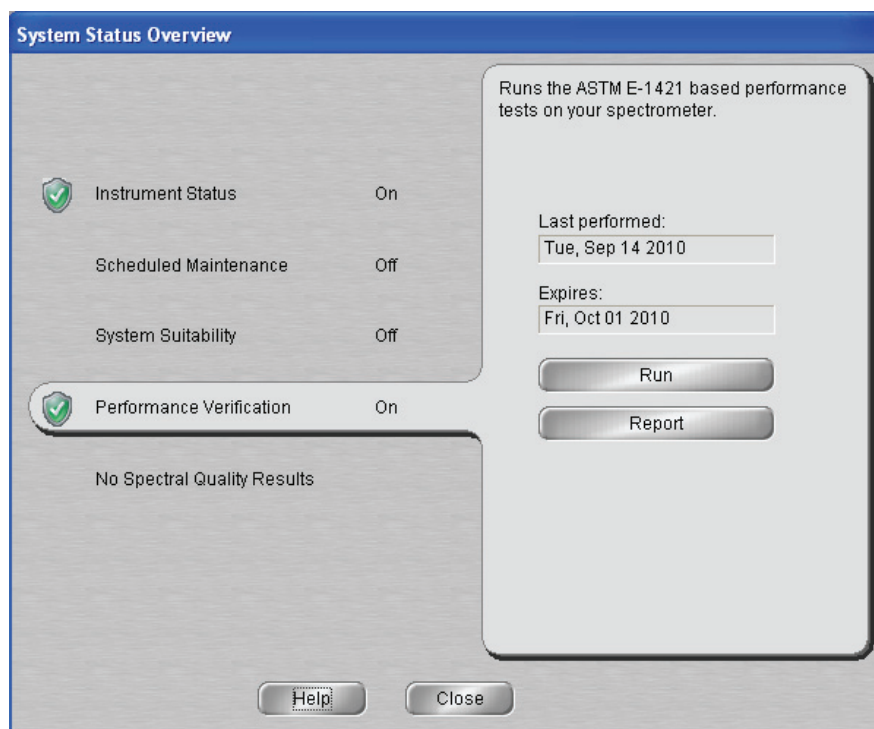 System Status Overview
Runs the ASTM E-1421 based performance
tests on your spectrometer.
Instrument Status On
Scheduled Maintenance Off
System Suitability Off
Performance Verification On
No Spectral Quality Results
Last performed:
Tue, Sep 14 2010
Expires:
Fri, Oct 01 2010
Run
Report
Help
Close